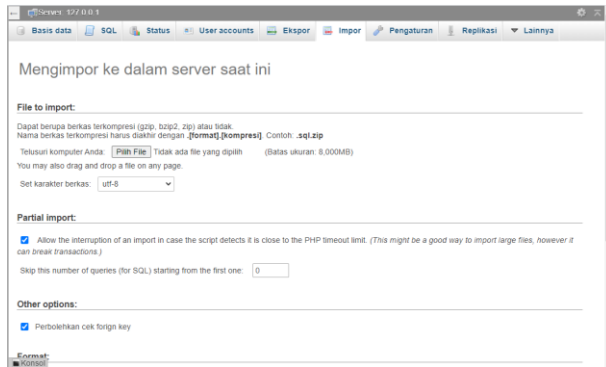 Server: 127.0.0.1
Basis data SQL Status User accounts Ekspor Impor Pengaturan Replikasi Lainnya
Mengimpor ke dalam server saat ini
File to import:
Dapat berupa berkas terkompresi (gzip, bzip2, zip) atau tidak.
Nama berkas terkompresi harus diakhir dengan .[format].[kompresi]. Contoh: .sql.zip
Telusuri komputer Anda: Pilih File Tidak ada file yang dipilih (Batas ukuran: 8,000MB)
You may also drag and drop a file on any page.
Set karakter berkas: utf-8
Partial import:
Allow the interruption of an import in case the script detects it is close to the PHP timeout limit. (This might be a good way to import large files, however it
can break transactions.)
Skip this number of queries (for SQL) starting from the first one: 0
Other options:
Perbolehkan cek forign key
Format:
Konsol